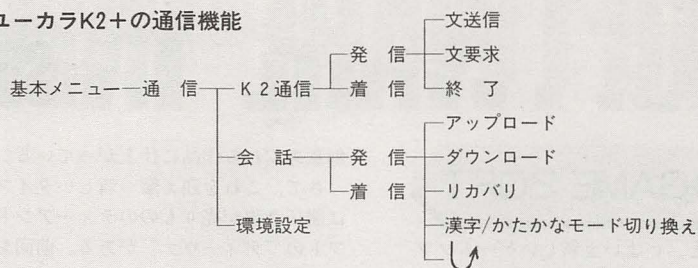 ユーカラK2+の通信機能
文送信
発 信 文要求
基本メニュー 通 信 K2通信 着 信 終 了
アップロード
会 話 発 信 ダウンロード
着 信 リカバリ
環境設定 漢字/かたかなモード切り換え